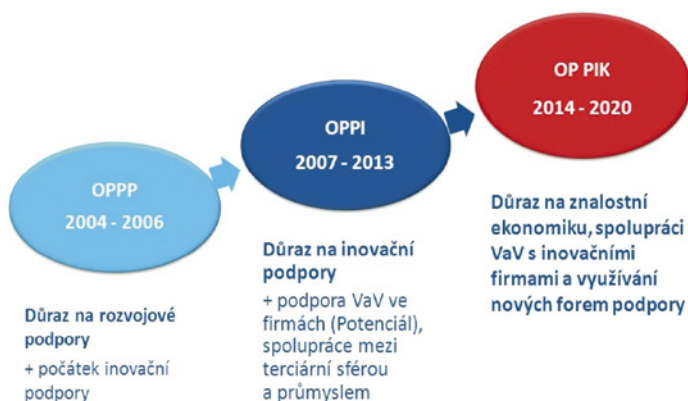 OPPP
2004 - 2006
Důraz na rozvojové
podpory
+ počátek inovační
podpory
OPPI
2007 - 2013
Důraz na inovační
podpory
+ podpora VaV ve
firmách (Potenciál),
spolupráce mezi
terciární sférou
a průmyslem
OP PIK
2014 - 2020
Důraz na znalostní
ekonomiku, spolupráci
VaV s inovačními
firmami a využívání
nových forem podpory